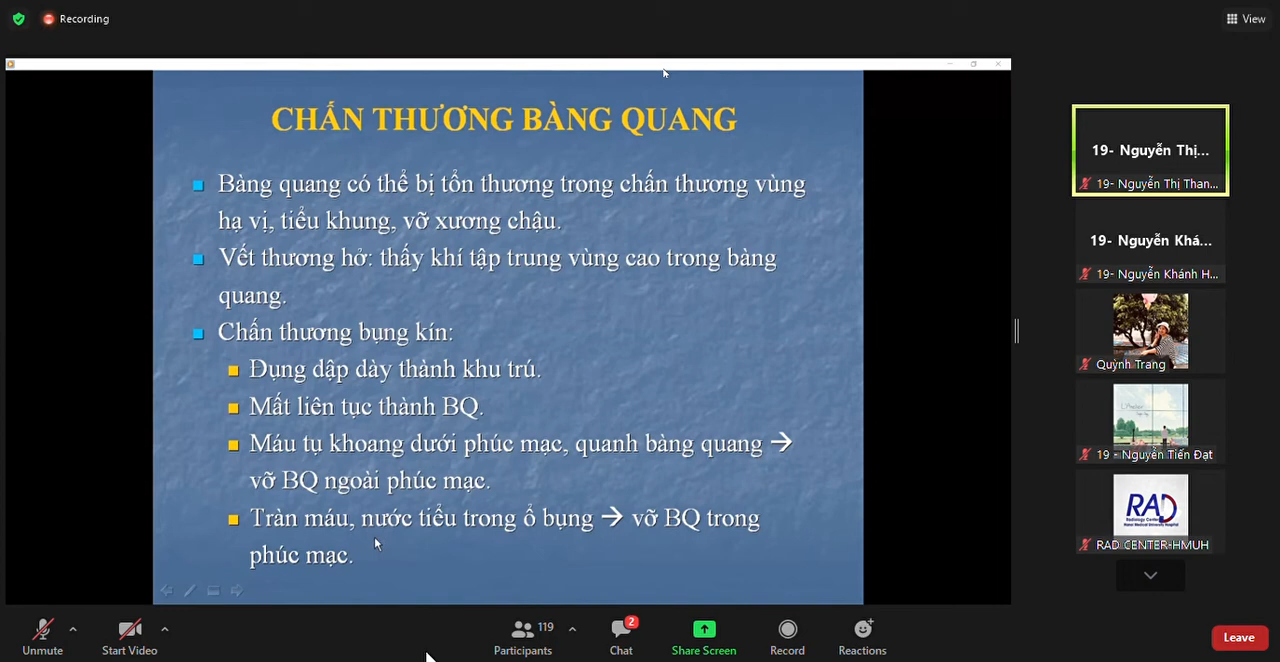 Recording
View
CHẤN THƯƠNG BÀNG QUANG
Bàng quang có thể bị tổn thương trong chấn thương vùng
hạ vị, tiểu khung, vỡ xương chậu.
Vết thương hở: thấy khí tập trung vùng cao trong bàng
quang.
Chấn thương bụng kín:
Đụng dập dày thành khu trú.
Mất liên tục thành BQ.
Máu tụ khoang dưới phúc mạc, quanh bàng quang →
vỡ BQ ngoài phúc mạc.
Tràn máu, nước tiểu trong ổ bụng → vỡ BQ trong
phúc mạc.
19- Nguyễn Thị...
19- Nguyễn Thị Than...
19- Nguyễn Khá...
19- Nguyễn Khánh H...
Quỳnh Trang
19 - Nguyễn Tiến Đạt
RAD
RAD CENTER-HMUH
Unmute
Start Video
119
Participants
2
Chat
Share Screen
Record
Reactions
Leave